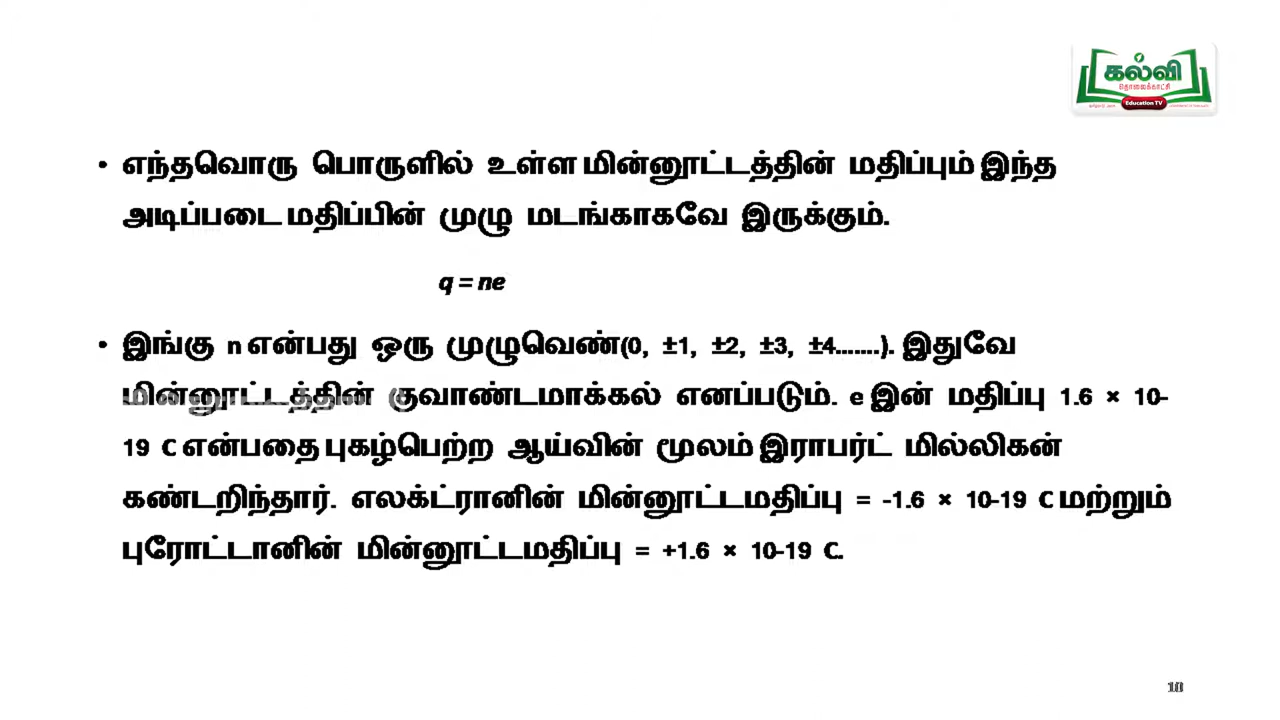 கல்வி
தொலைக்காட்சி
Education TV
• எந்தவொரு பொருளில் உள்ள மின்னூட்டத்தின் மதிப்பும் இந்த
அடிப்படை மதிப்பின் முழு மடங்காகவே இருக்கும்.
q = ne
• இங்கு n என்பது ஒரு முழுவெண்(0, ±1, ±2, ±3, ±4.......). இதுவே
மின்னூட்டத்தின் குவாண்டமாக்கல் எனப்படும். e இன் மதிப்பு 1.6 × 10-
19 C என்பதை புகழ்பெற்ற ஆய்வின் மூலம் இராபர்ட் மில்லிகன்
கண்டறிந்தார். எலக்ட்ரானின் மின்னூட்டமதிப்பு = -1.6 × 10-19 C மற்றும்
புரோட்டானின் மின்னூட்டமதிப்பு = +1.6 × 10-19 C.